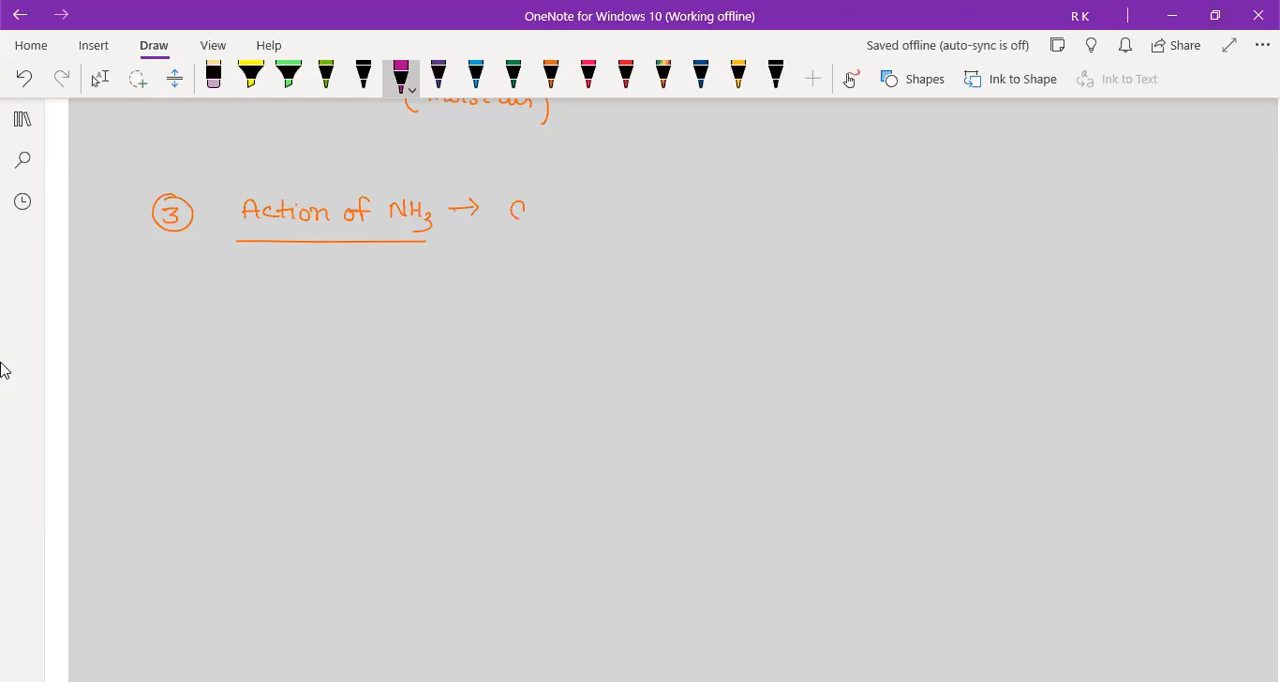 OneNote for Windows 10 (Working offline)
R K
Home Insert Draw View Help
Saved offline (auto-sync is off)
Share
Shapes
Ink to Shape
Ink to Text
③ Action of NH₃ →